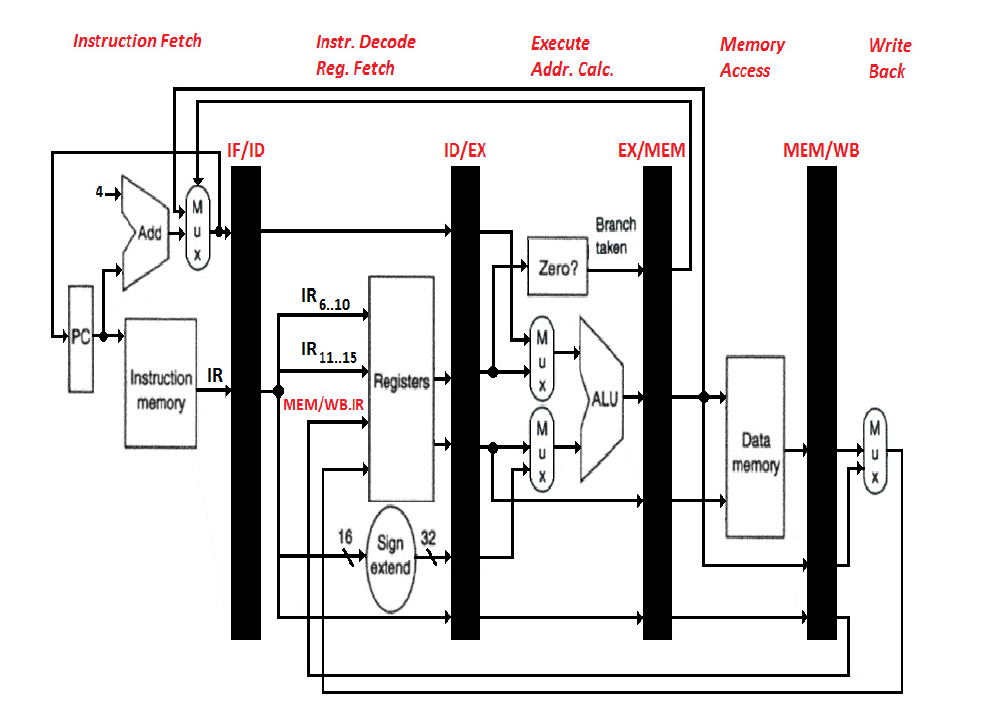 Instruction Fetch
Instr. Decode
Reg. Fetch
Execute
Addr. Calc.
Memory
Access
Write
Back
IF/ID
ID/EX
EX/MEM
MEM/WB
4
Add
M
u
x
Branch
taken
Zero?
PC
Instruction
memory
IR
IR 6..10
IR 11..15
MEM/WB.IR
Registers
M
u
x
M
u
x
ALU
Data
memory
M
u
x
16
Sign
extend
32